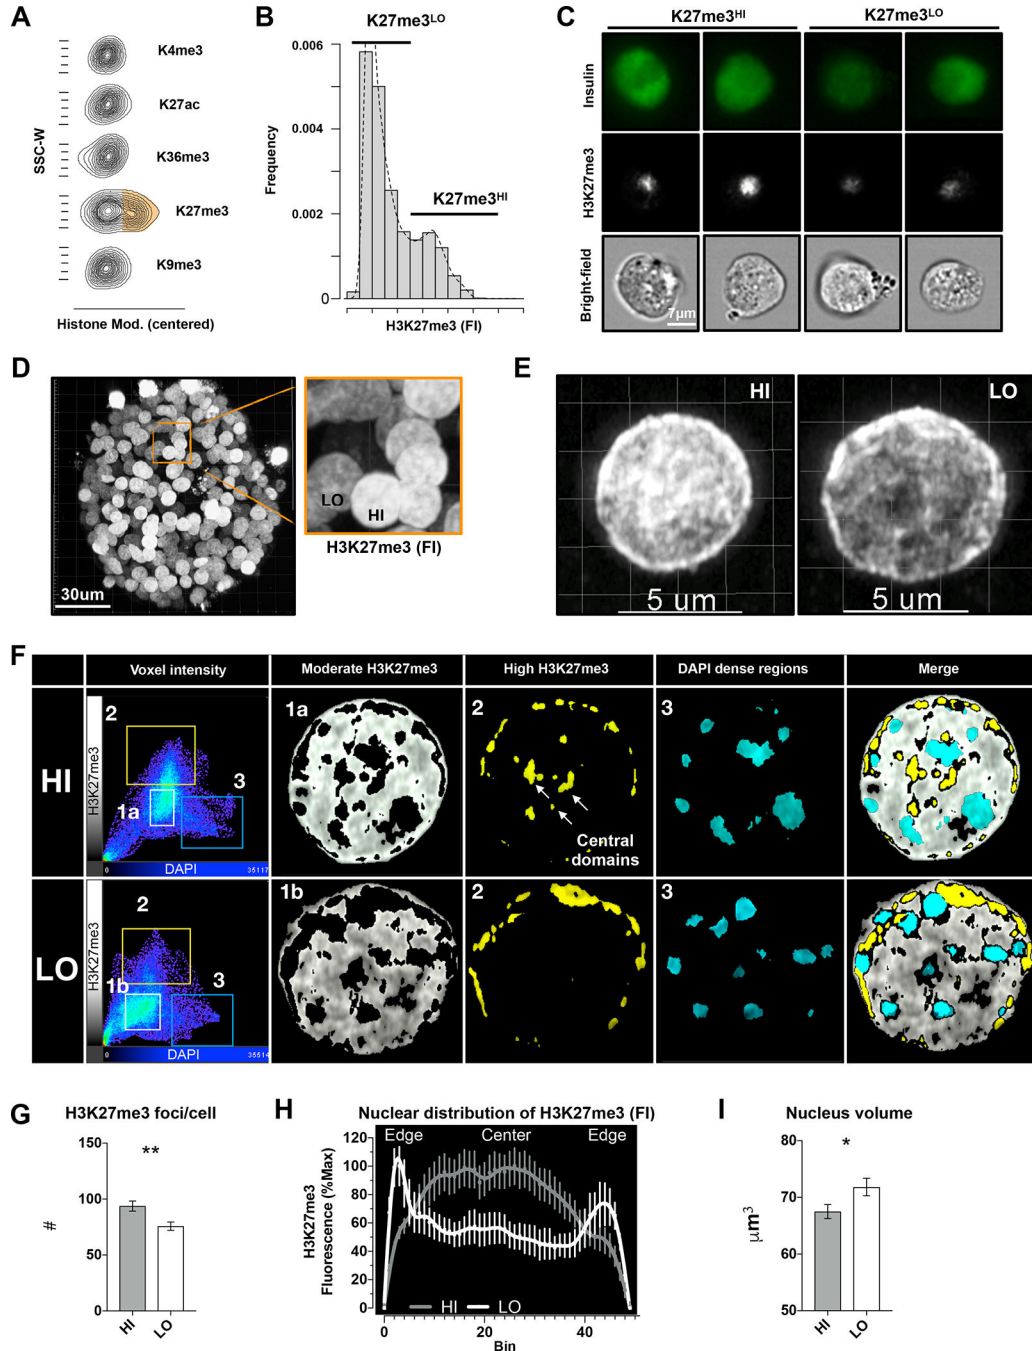 A
K4me3
K27ac
K36me3
K27me3
K9me3
SSC-W
Histone Mod. (centered)
B
K27me3LO
0.006
0.004
0.002
0
Frequency
K27me3HI
H3K27me3 (FI)
C
K27me3HI
K27me3LO
Insulin
H3K27me3
Bright-field
7µm
D
30um
LO
HI
H3K27me3 (FI)
E
HI
LO
5 um
5 um
F
Voxel intensity
Moderate H3K27me3
High H3K27me3
DAPI dense regions
Merge
HI
2
3
1a
H3K27me3
0
DAPI
35117
1a
2
Central
domains
3
LO
2
3
1b
H3K27me3
0
DAPI
35514
1b
2
3
G
H3K27me3 foci/cell
150
100
50
0
#
**
HI
LO
H
Nuclear distribution of H3K27me3 (FI)
Edge
Center
Edge
120
100
80
60
40
20
0
H3K27me3
Fluorescence (%Max)
HI
LO
0
20
40
Bin
I
Nucleus volume
80
70
60
50
µm3
*
HI
LO